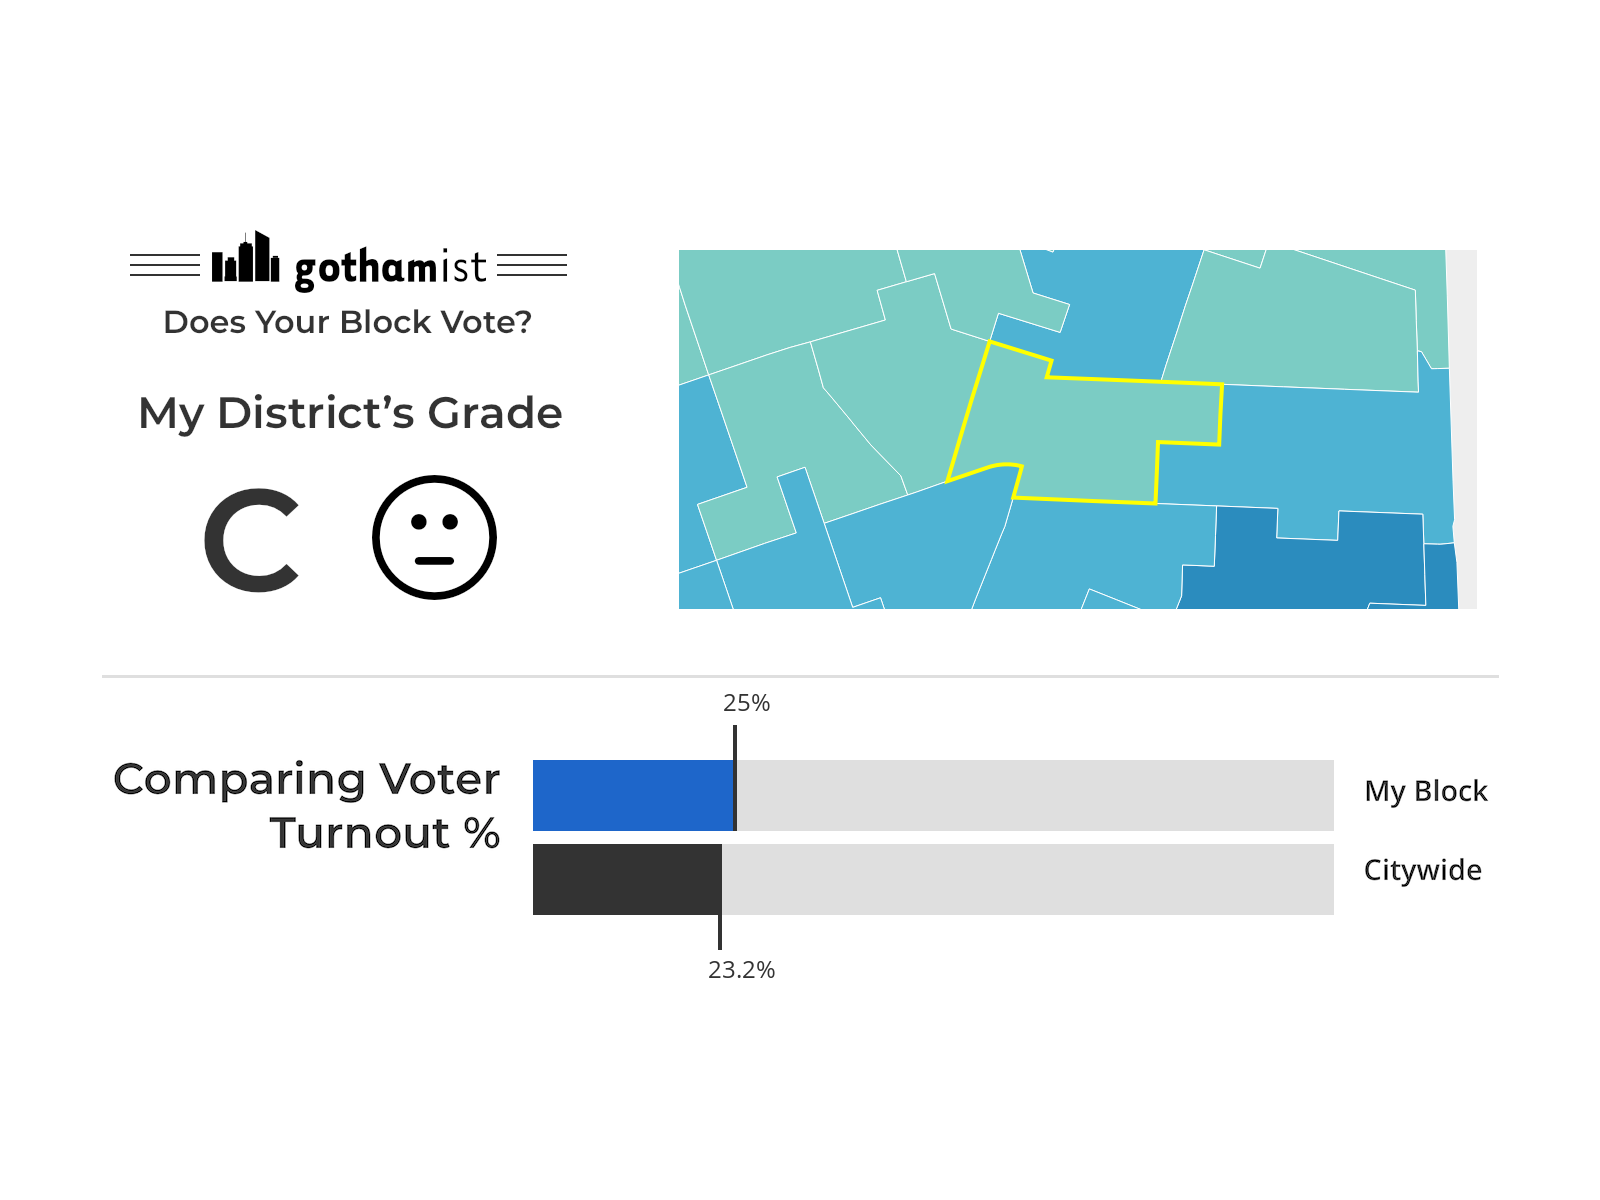 gothamist
Does Your Block Vote?
My District’s Grade
C
25%
Comparing Voter
Turnout %
My Block
Citywide
23.2%